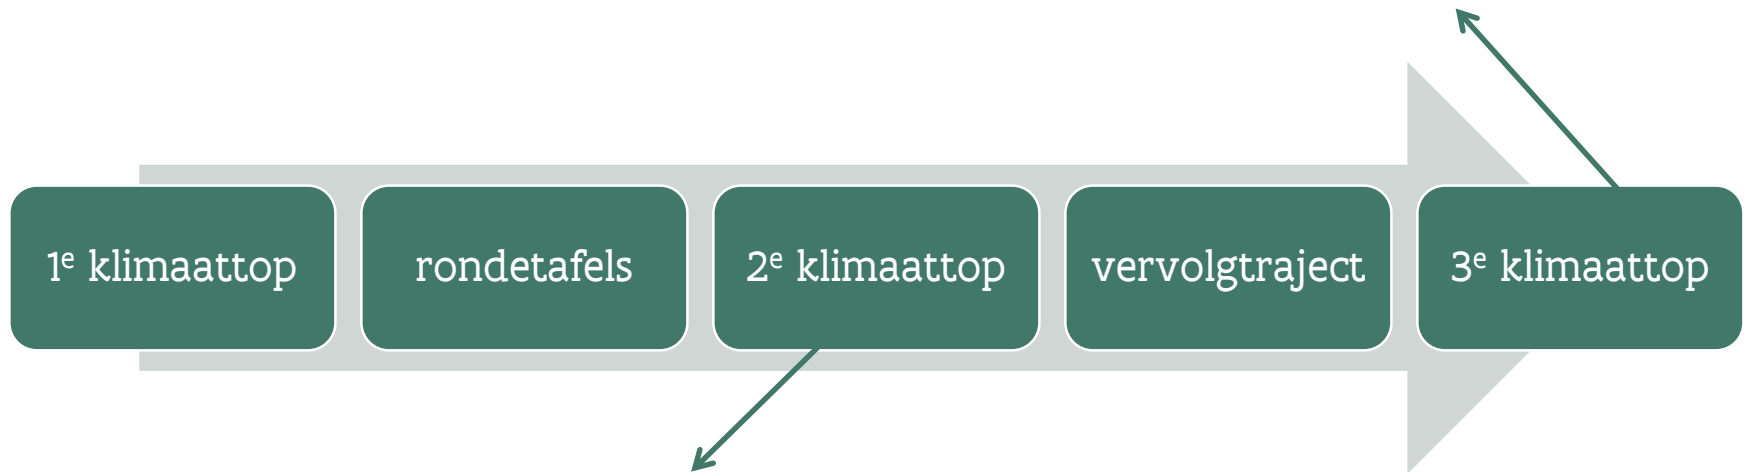 1e klimaattop
rondetafels
2e klimaattop
vervolgtraject
3e klimaattop